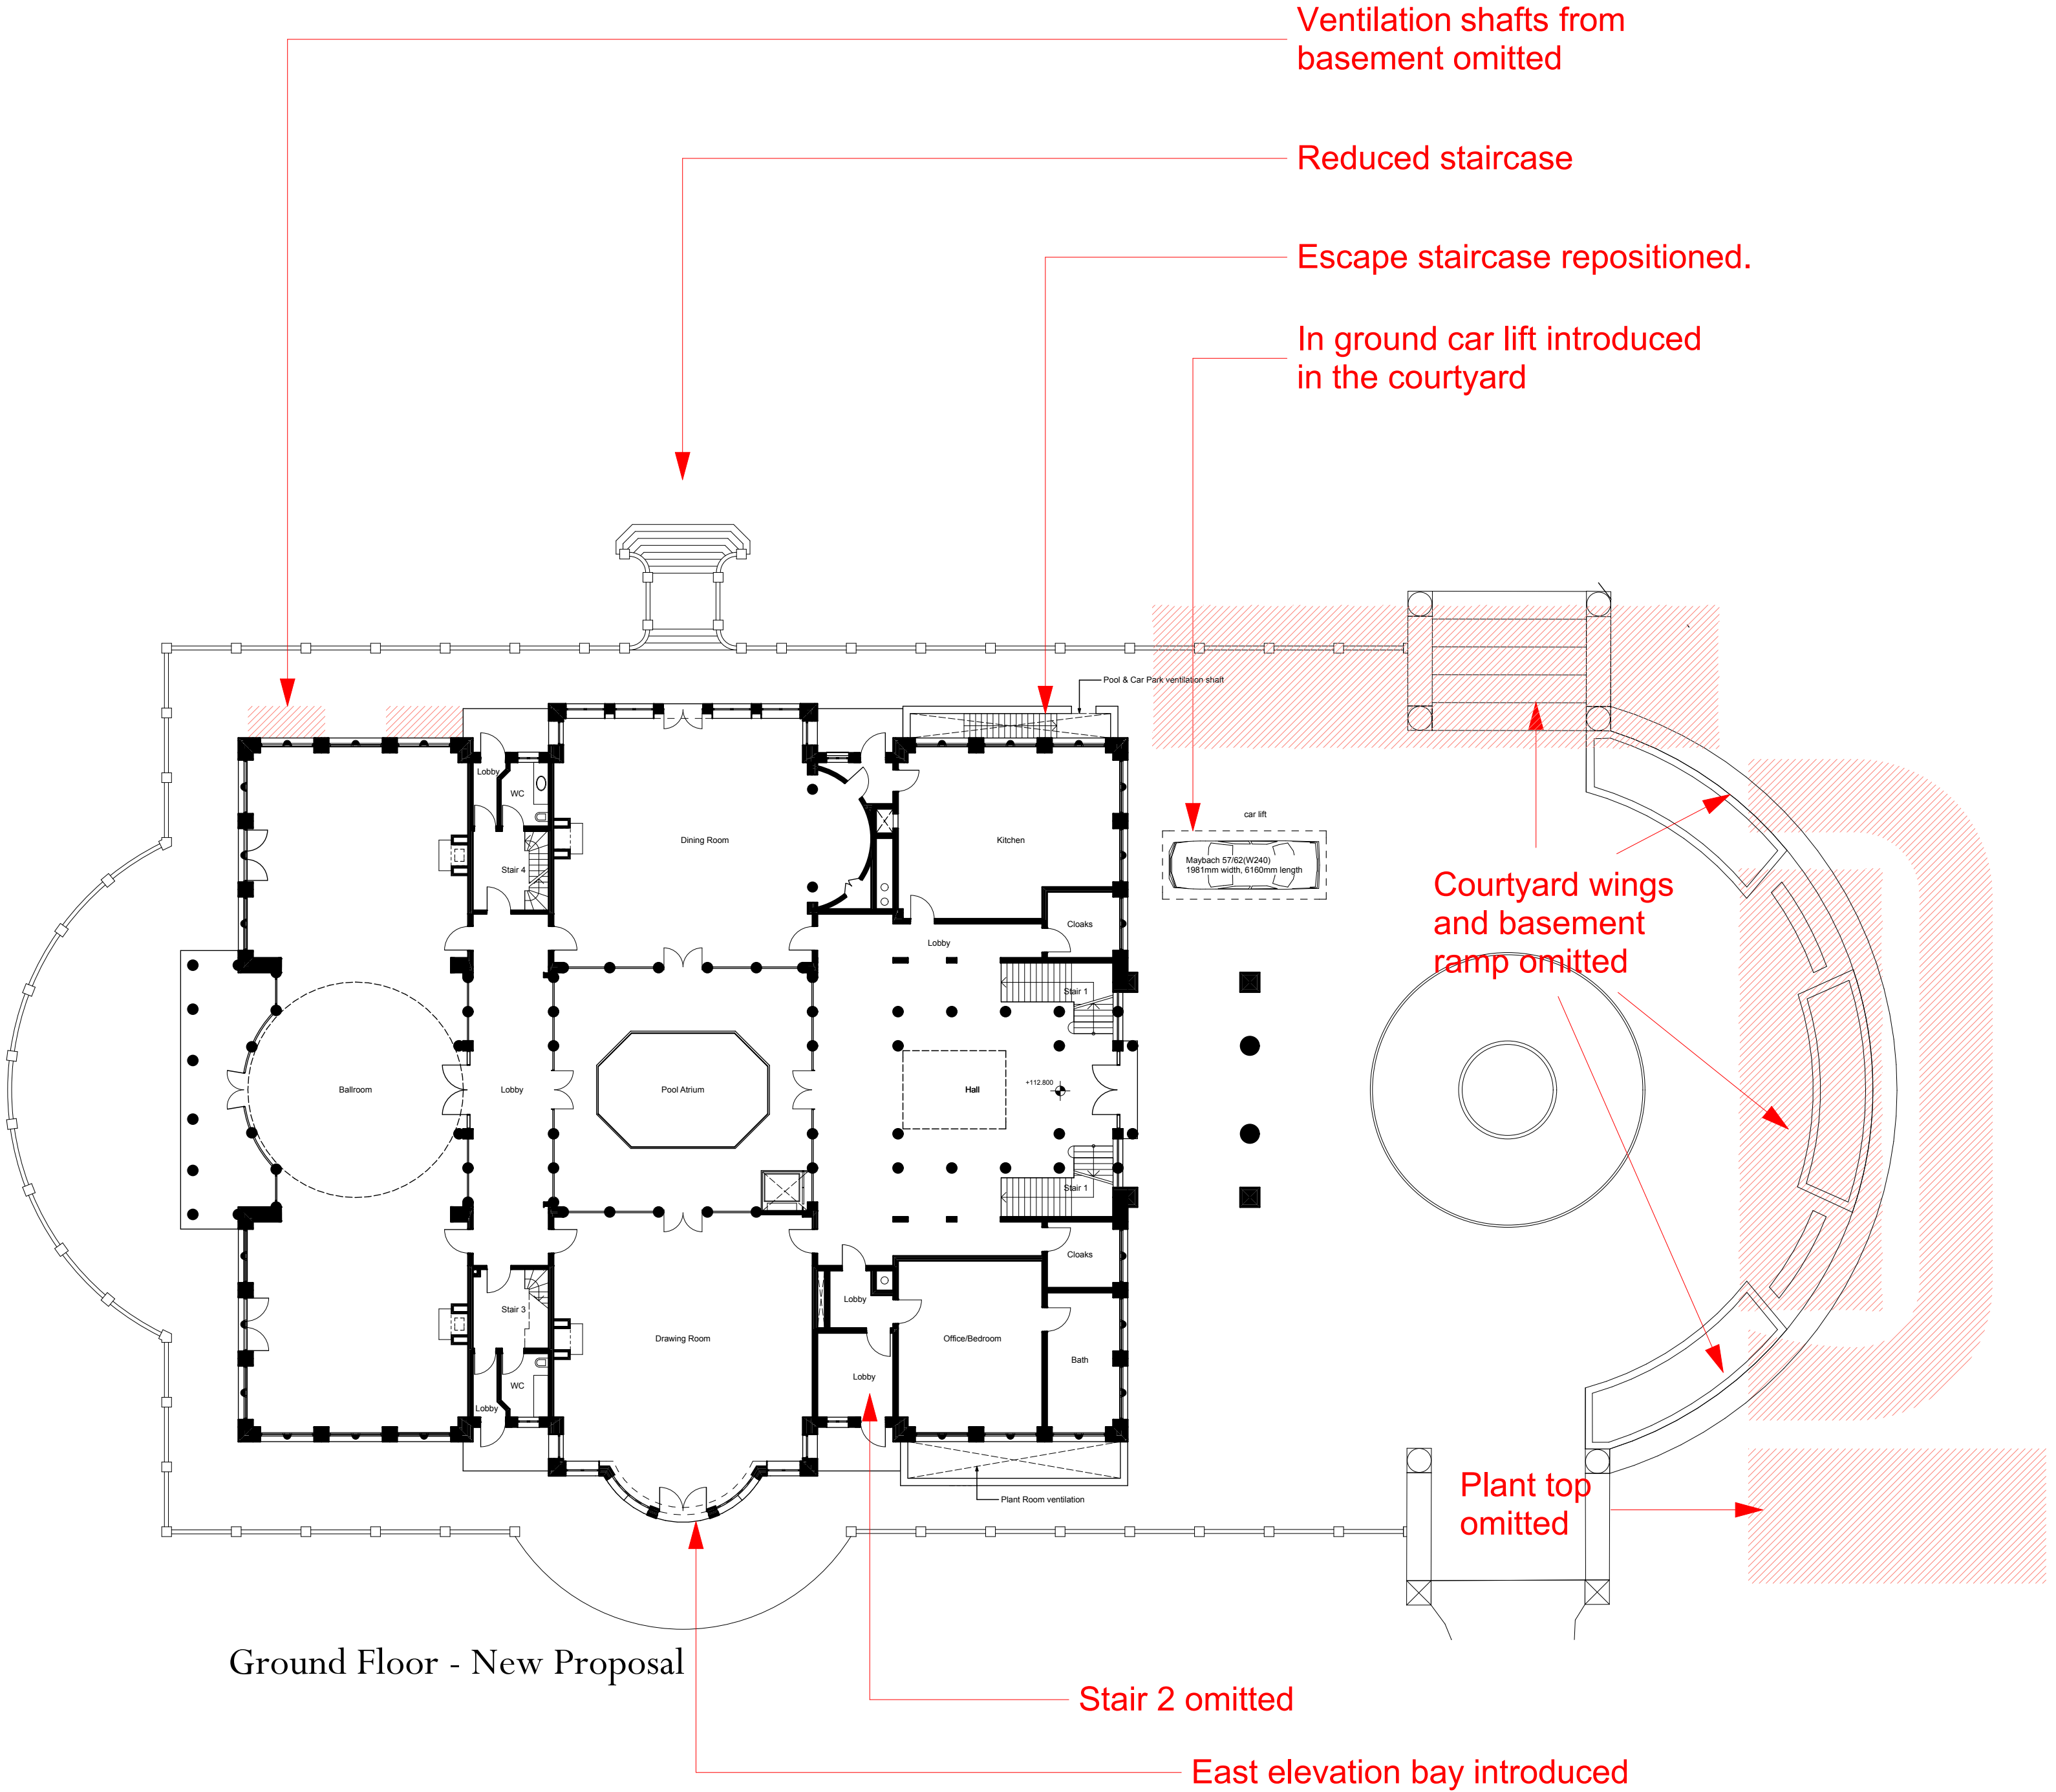 Ventilation shafts from
basement omitted
Reduced staircase
Escape staircase repositioned.
In ground car lift introduced
in the courtyard
Pool & Car Park ventilation shaft
Lobby
WC
Dining Room
Kitchen
car lift
Maybach 57/62(W240)
1981mm width, 6160mm length
Stair 4
Courtyard wings
and basement
ramp omitted
Cloaks
Lobby
Stair 1
+112.800
Ballroom
Lobby
Pool Atrium
Hall
Stair 1
Cloaks
Lobby
Stair 3
Drawing Room
Office/Bedroom
Bath
Lobby
WC
Lobby
Plant Room ventilation
Plant top
omitted
Ground Floor - New Proposal
Stair 2 omitted
East elevation bay introduced